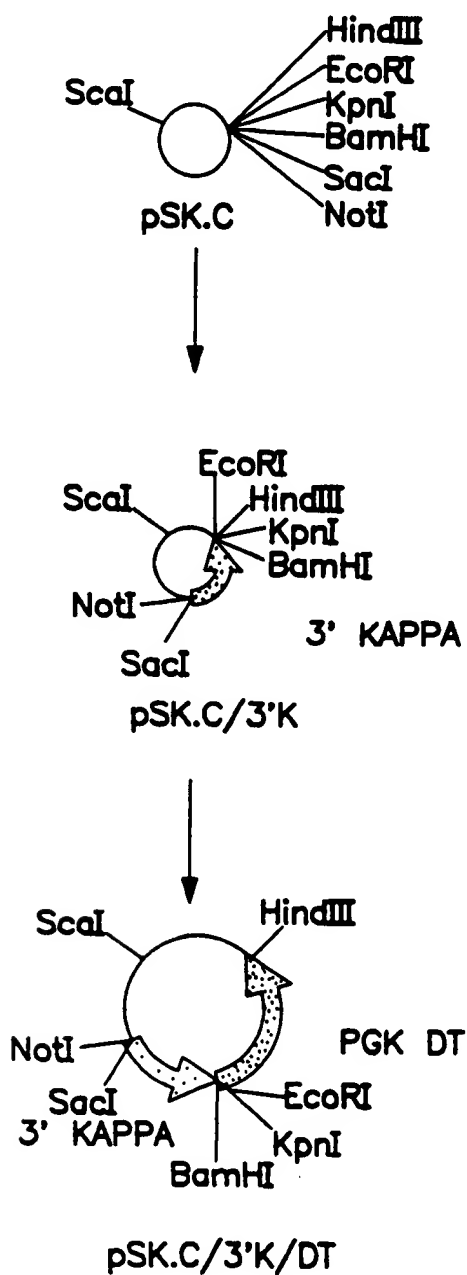 HindIII
EcoRI
ScaI
KpnI
BamHI
SacI
NotI
pSK.C
EcoRI
ScaI
HindIII
KpnI
BamHI
NotI
3' KAPPA
SacI
pSK.C/3'K
ScaI
HindIII
NotI
PGK DT
SacI
EcoRI
3' KAPPA
KpnI
BamHI
pSK.C/3'K/DT